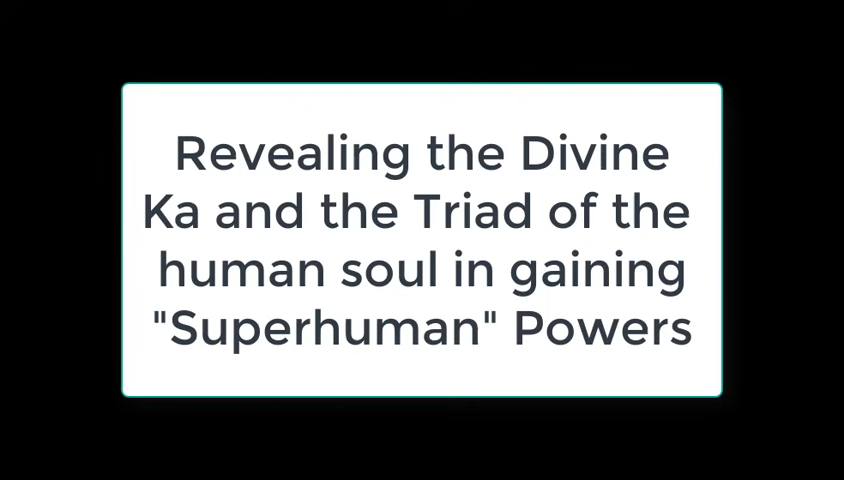 Revealing the Divine
Ka and the Triad of the
human soul in gaining
"Superhuman" Powers